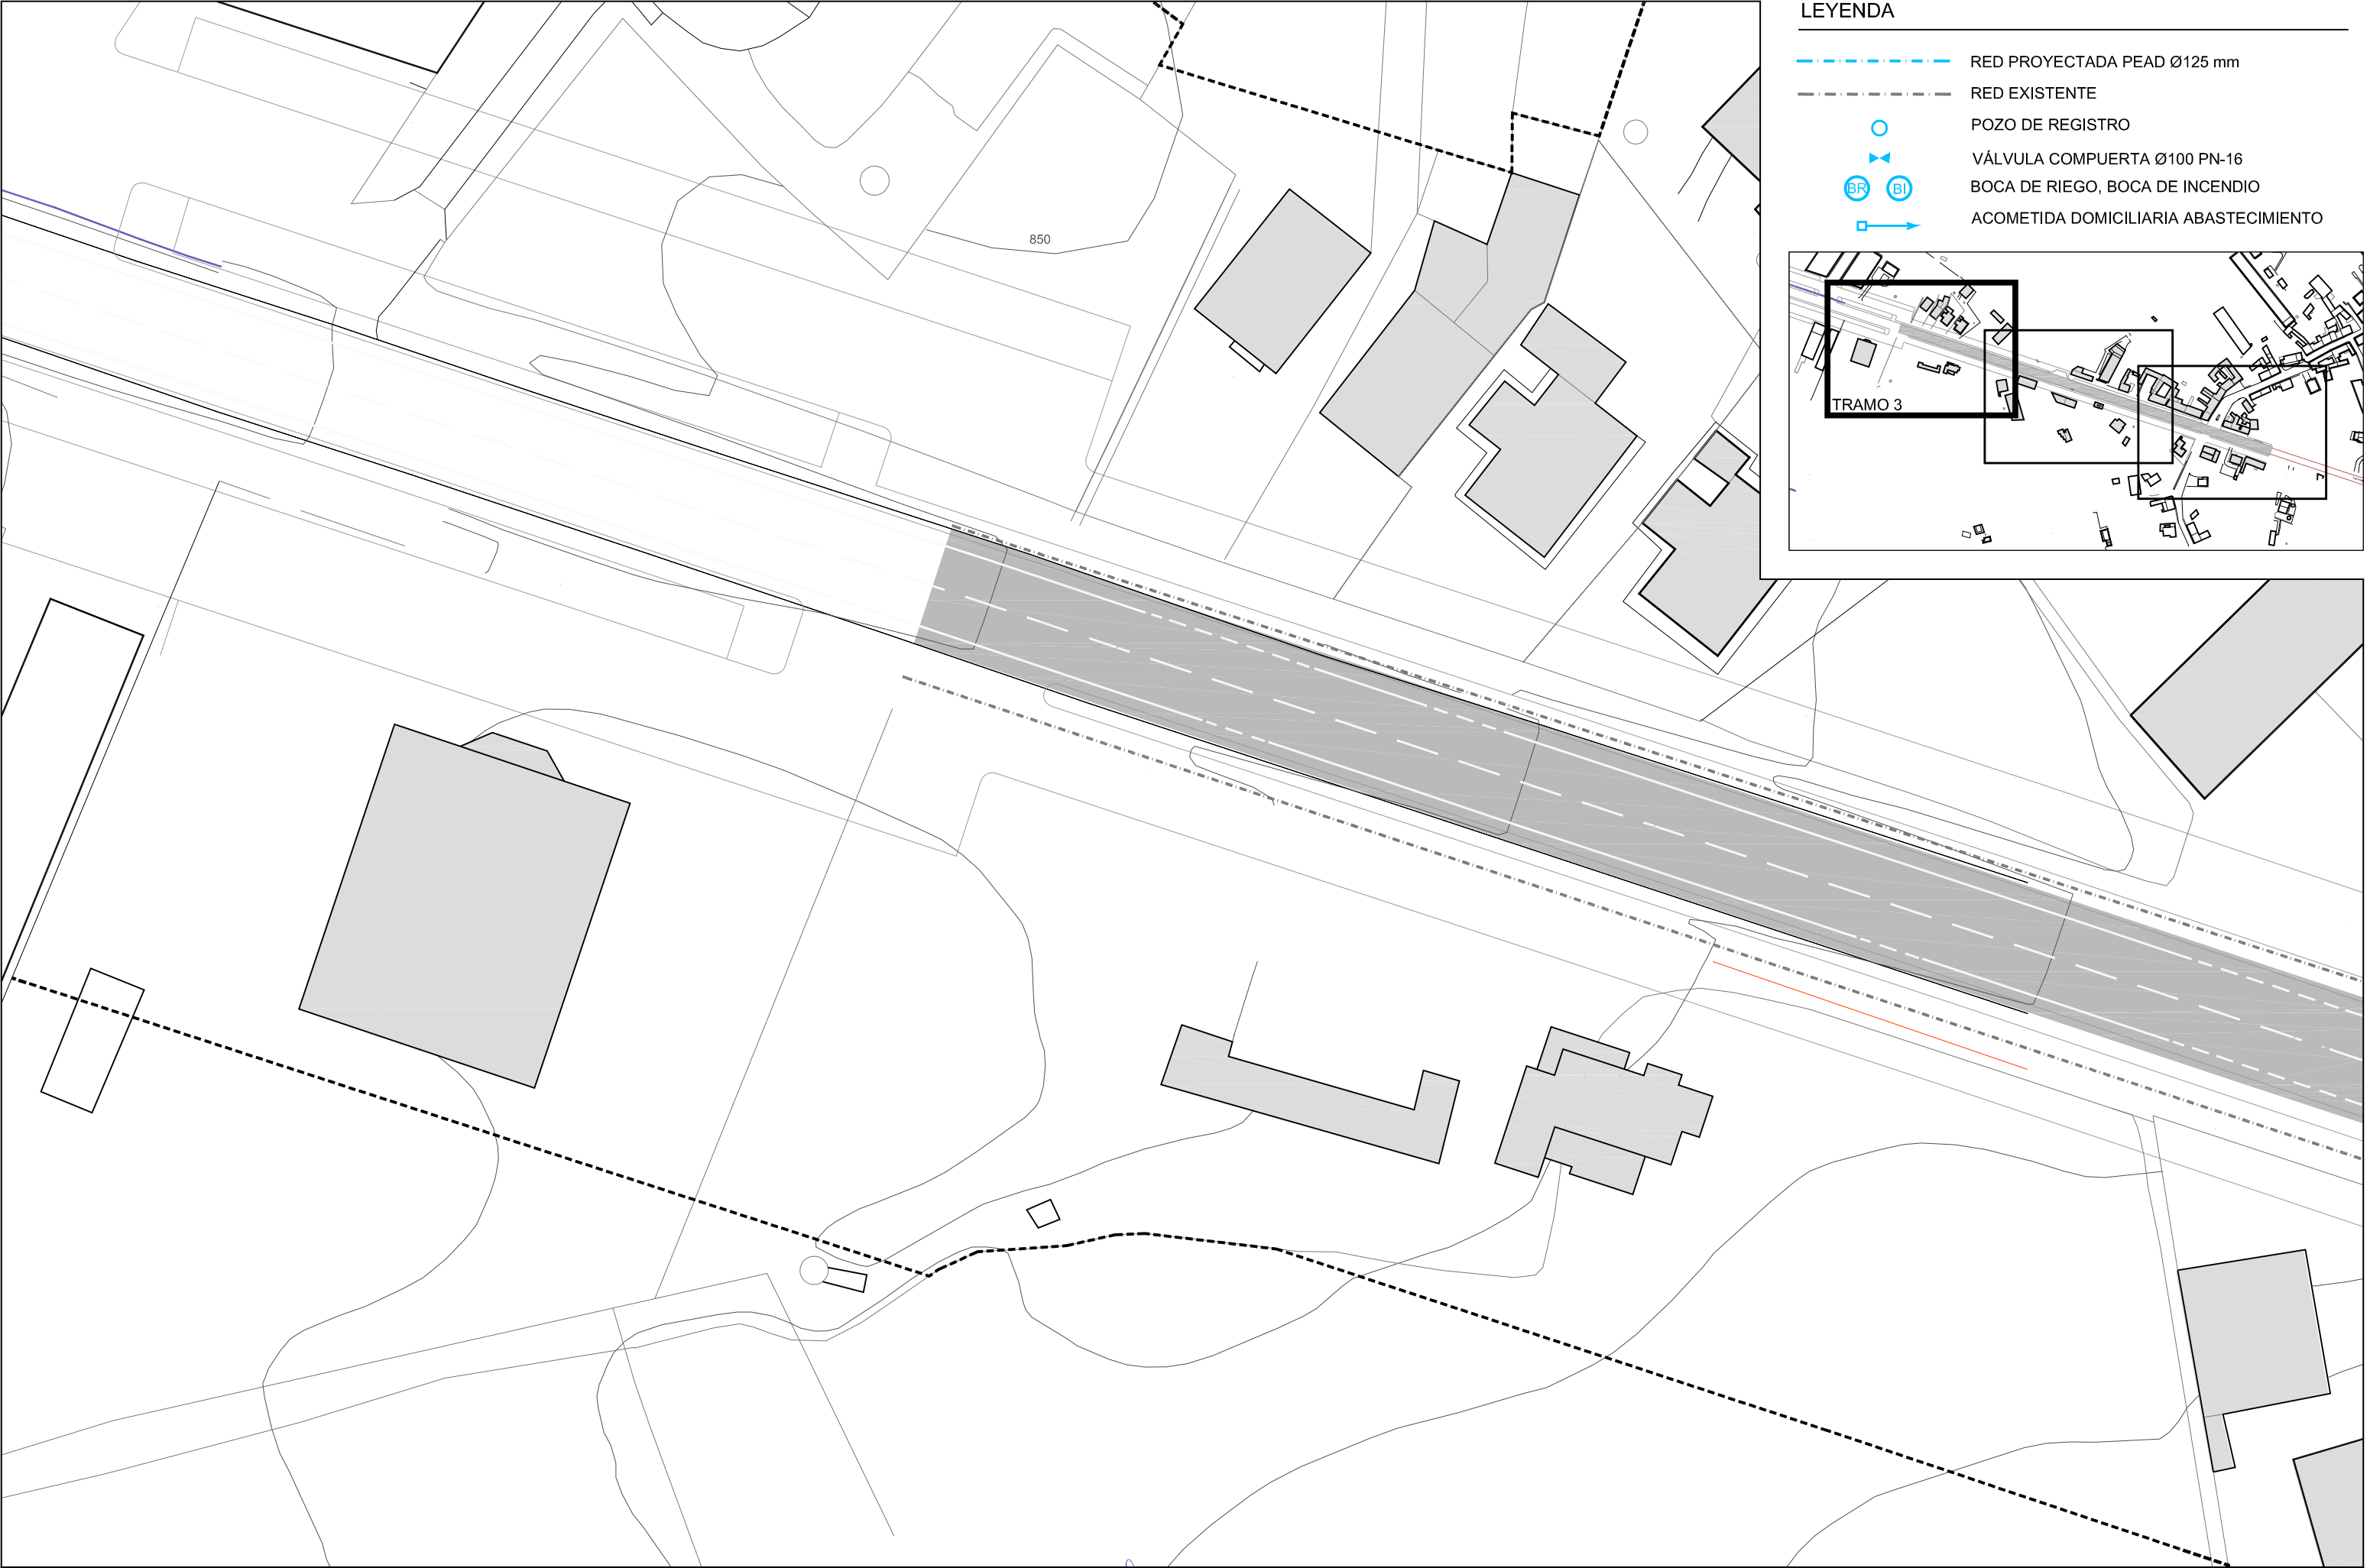 LEYENDA
RED PROYECTADA PEAD Ø125 mm
RED EXISTENTE
POZO DE REGISTRO
VÁLVULA COMPUERTA Ø100 PN-16
BR BI BOCA DE RIEGO, BOCA DE INCENDIO
ACOMETIDA DOMICILIARIA ABASTECIMIENTO
850
TRAMO 3